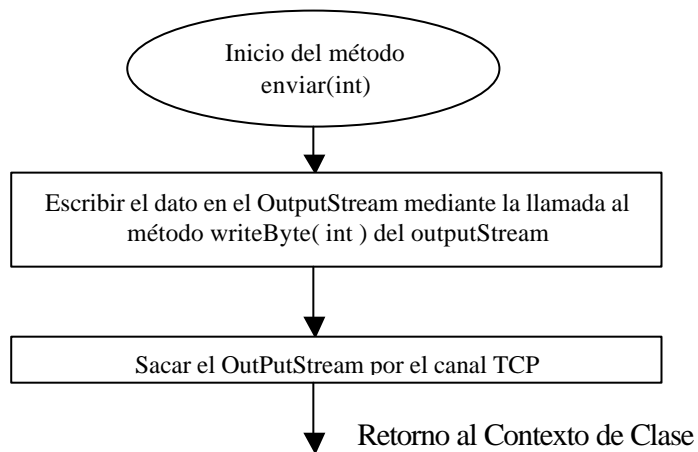 Inicio del método
enviar(int)
Escribir el dato en el OutputStream mediante la llamada al
método writeByte( int ) del outputStream
Sacar el OutPutStream por el canal TCP
Retorno al Contexto de Clase